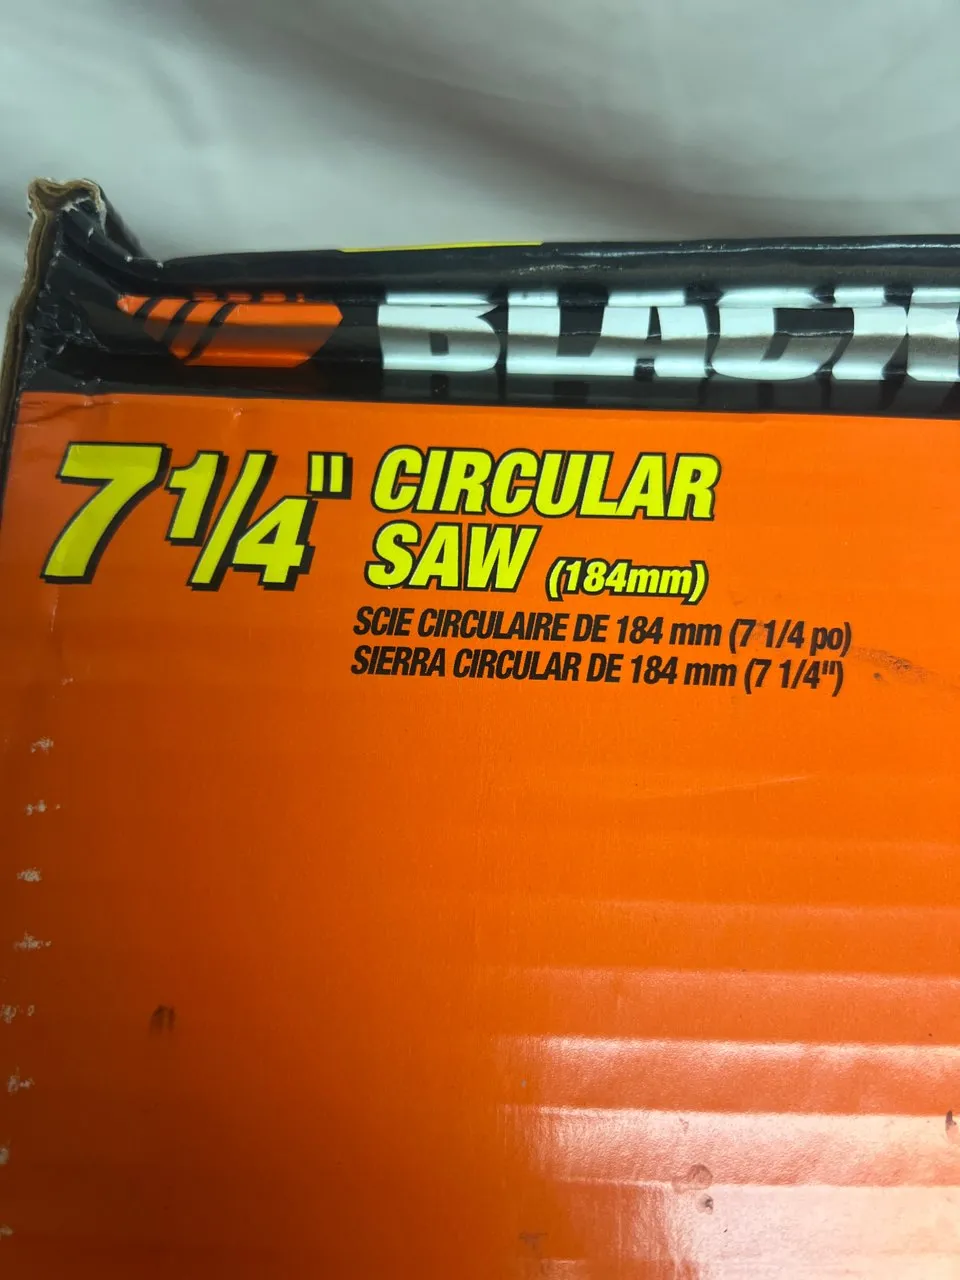 BLACK
7 1/4" CIRCULAR
SAW (184mm)
SCIE CIRCULAIRE DE 184 mm (7 1/4 po)
SIERRA CIRCULAR DE 184 mm (7 1/4")